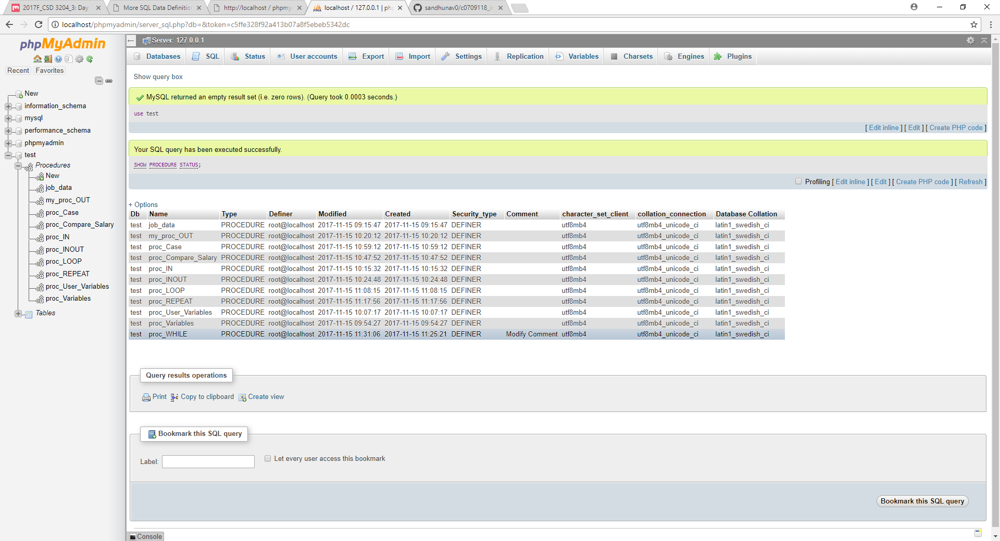 2017F_CSD 3204_3: Day
More SQL Data Definitio
http://localhost / phpmy
localhost / 127.0.0.1 | ph
sandhunav0/c0709118_i
localhost/phpmyadmin/server_sql.php?db=&token=c5ffe328f92a413b07a8f5ebeb5342dc
phpMyAdmin
Recent Favorites
New
information_schema
mysql
performance_schema
phpmyadmin
test
Procedures
New
job_data
my_proc_OUT
proc_Case
proc_Compare_Salary
proc_IN
proc_INOUT
proc_LOOP
proc_REPEAT
proc_User_Variables
proc_Variables
Tables
Server: 127.0.0.1
Databases SQL Status User accounts Export Import Settings Replication Variables Charsets Engines Plugins
Show query box
MySQL returned an empty result set (i.e. zero rows). (Query took 0.0003 seconds.)
use test
[ Edit inline ] [ Edit ] [ Create PHP code ]
Your SQL query has been executed successfully.
SHOW PROCEDURE STATUS;
Profiling [ Edit inline ] [ Edit ] [ Create PHP code ] [ Refresh ]
+ Options
Db Name Type Definer Modified Created Security_type Comment character_set_client collation_connection Database Collation
test job_data PROCEDURE root@localhost 2017-11-15 09:15:47 2017-11-15 09:15:47 DEFINER utf8mb4 utf8mb4_unicode_ci latin1_swedish_ci
test my_proc_OUT PROCEDURE root@localhost 2017-11-15 10:20:12 2017-11-15 10:20:12 DEFINER utf8mb4 utf8mb4_unicode_ci latin1_swedish_ci
test proc_Case PROCEDURE root@localhost 2017-11-15 10:59:12 2017-11-15 10:59:12 DEFINER utf8mb4 utf8mb4_unicode_ci latin1_swedish_ci
test proc_Compare_Salary PROCEDURE root@localhost 2017-11-15 10:47:52 2017-11-15 10:47:52 DEFINER utf8mb4 utf8mb4_unicode_ci latin1_swedish_ci
test proc_IN PROCEDURE root@localhost 2017-11-15 10:15:32 2017-11-15 10:15:32 DEFINER utf8mb4 utf8mb4_unicode_ci latin1_swedish_ci
test proc_INOUT PROCEDURE root@localhost 2017-11-15 10:24:48 2017-11-15 10:24:48 DEFINER utf8mb4 utf8mb4_unicode_ci latin1_swedish_ci
test proc_LOOP PROCEDURE root@localhost 2017-11-15 11:08:15 2017-11-15 11:08:15 DEFINER utf8mb4 utf8mb4_unicode_ci latin1_swedish_ci
test proc_REPEAT PROCEDURE root@localhost 2017-11-15 11:17:56 2017-11-15 11:17:56 DEFINER utf8mb4 utf8mb4_unicode_ci latin1_swedish_ci
test proc_User_Variables PROCEDURE root@localhost 2017-11-15 10:07:17 2017-11-15 10:07:17 DEFINER utf8mb4 utf8mb4_unicode_ci latin1_swedish_ci
test proc_Variables PROCEDURE root@localhost 2017-11-15 09:54:27 2017-11-15 09:54:27 DEFINER utf8mb4 utf8mb4_unicode_ci latin1_swedish_ci
test proc_WHILE PROCEDURE root@localhost 2017-11-15 11:31:06 2017-11-15 11:25:21 DEFINER Modify Comment utf8mb4 utf8mb4_unicode_ci latin1_swedish_ci
Query results operations
Print Copy to clipboard Create view
Bookmark this SQL query
Label: Let every user access this bookmark
Bookmark this SQL query
Console